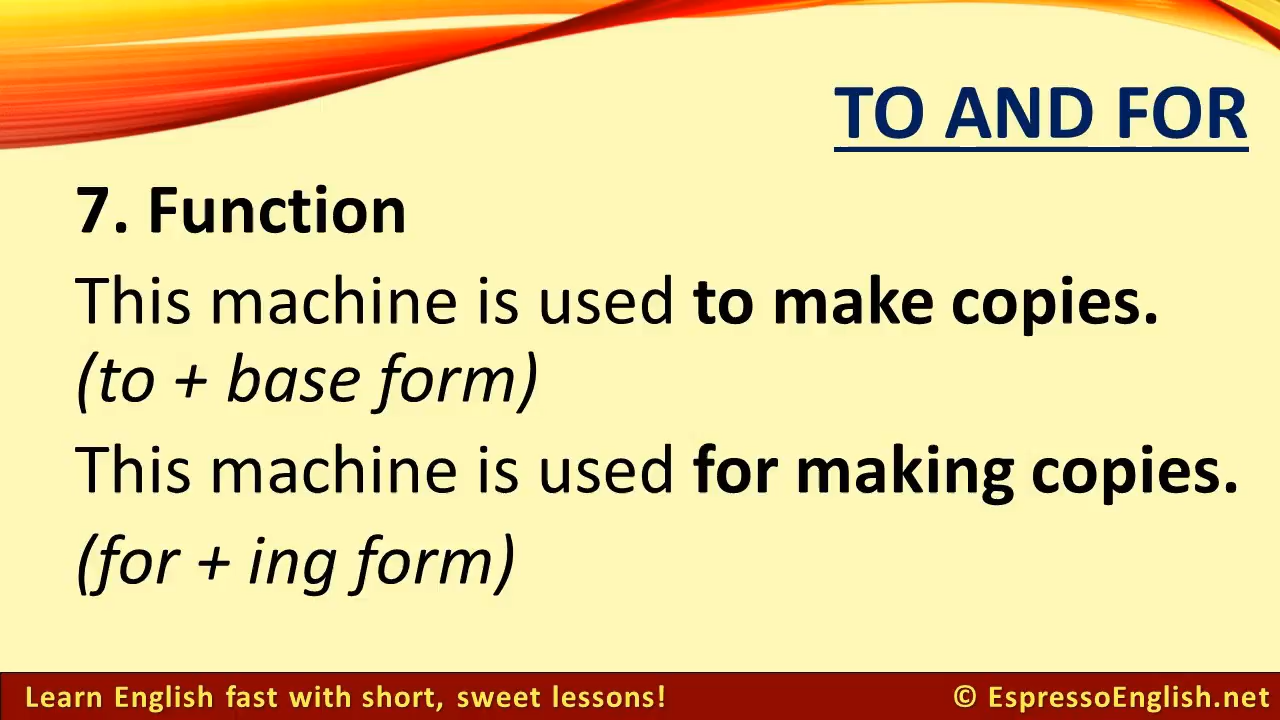 TO AND FOR
7. Function
This machine is used to make copies.
(to + base form)
This machine is used for making copies.
(for + ing form)
Learn English fast with short, sweet lessons!
© EspressoEnglish.net